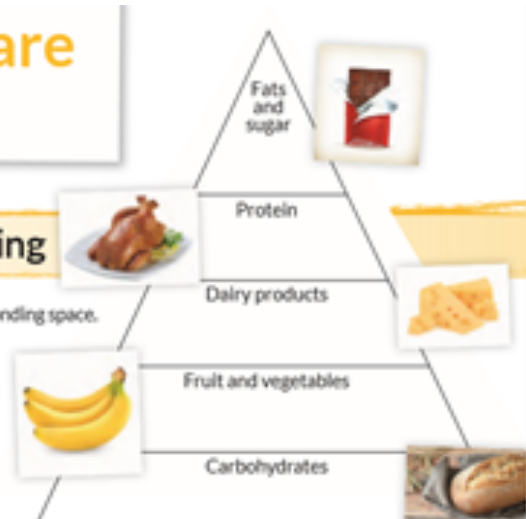 are
Fats
and
sugar
Protein
ing
Dairy products
nding space.
Fruit and vegetables
Carbohydrates